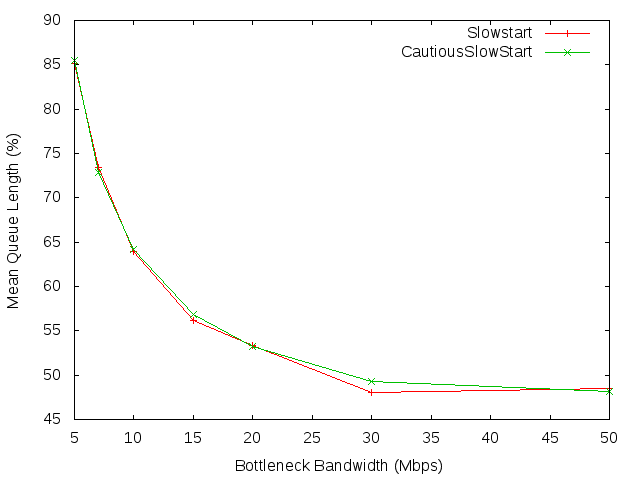 Slowstart
CautiousSlowStart
Mean Queue Length (%)
90
85
80
75
70
65
60
55
50
45
5 10 15 20 25 30 35 40 45 50
Bottleneck Bandwidth (Mbps)